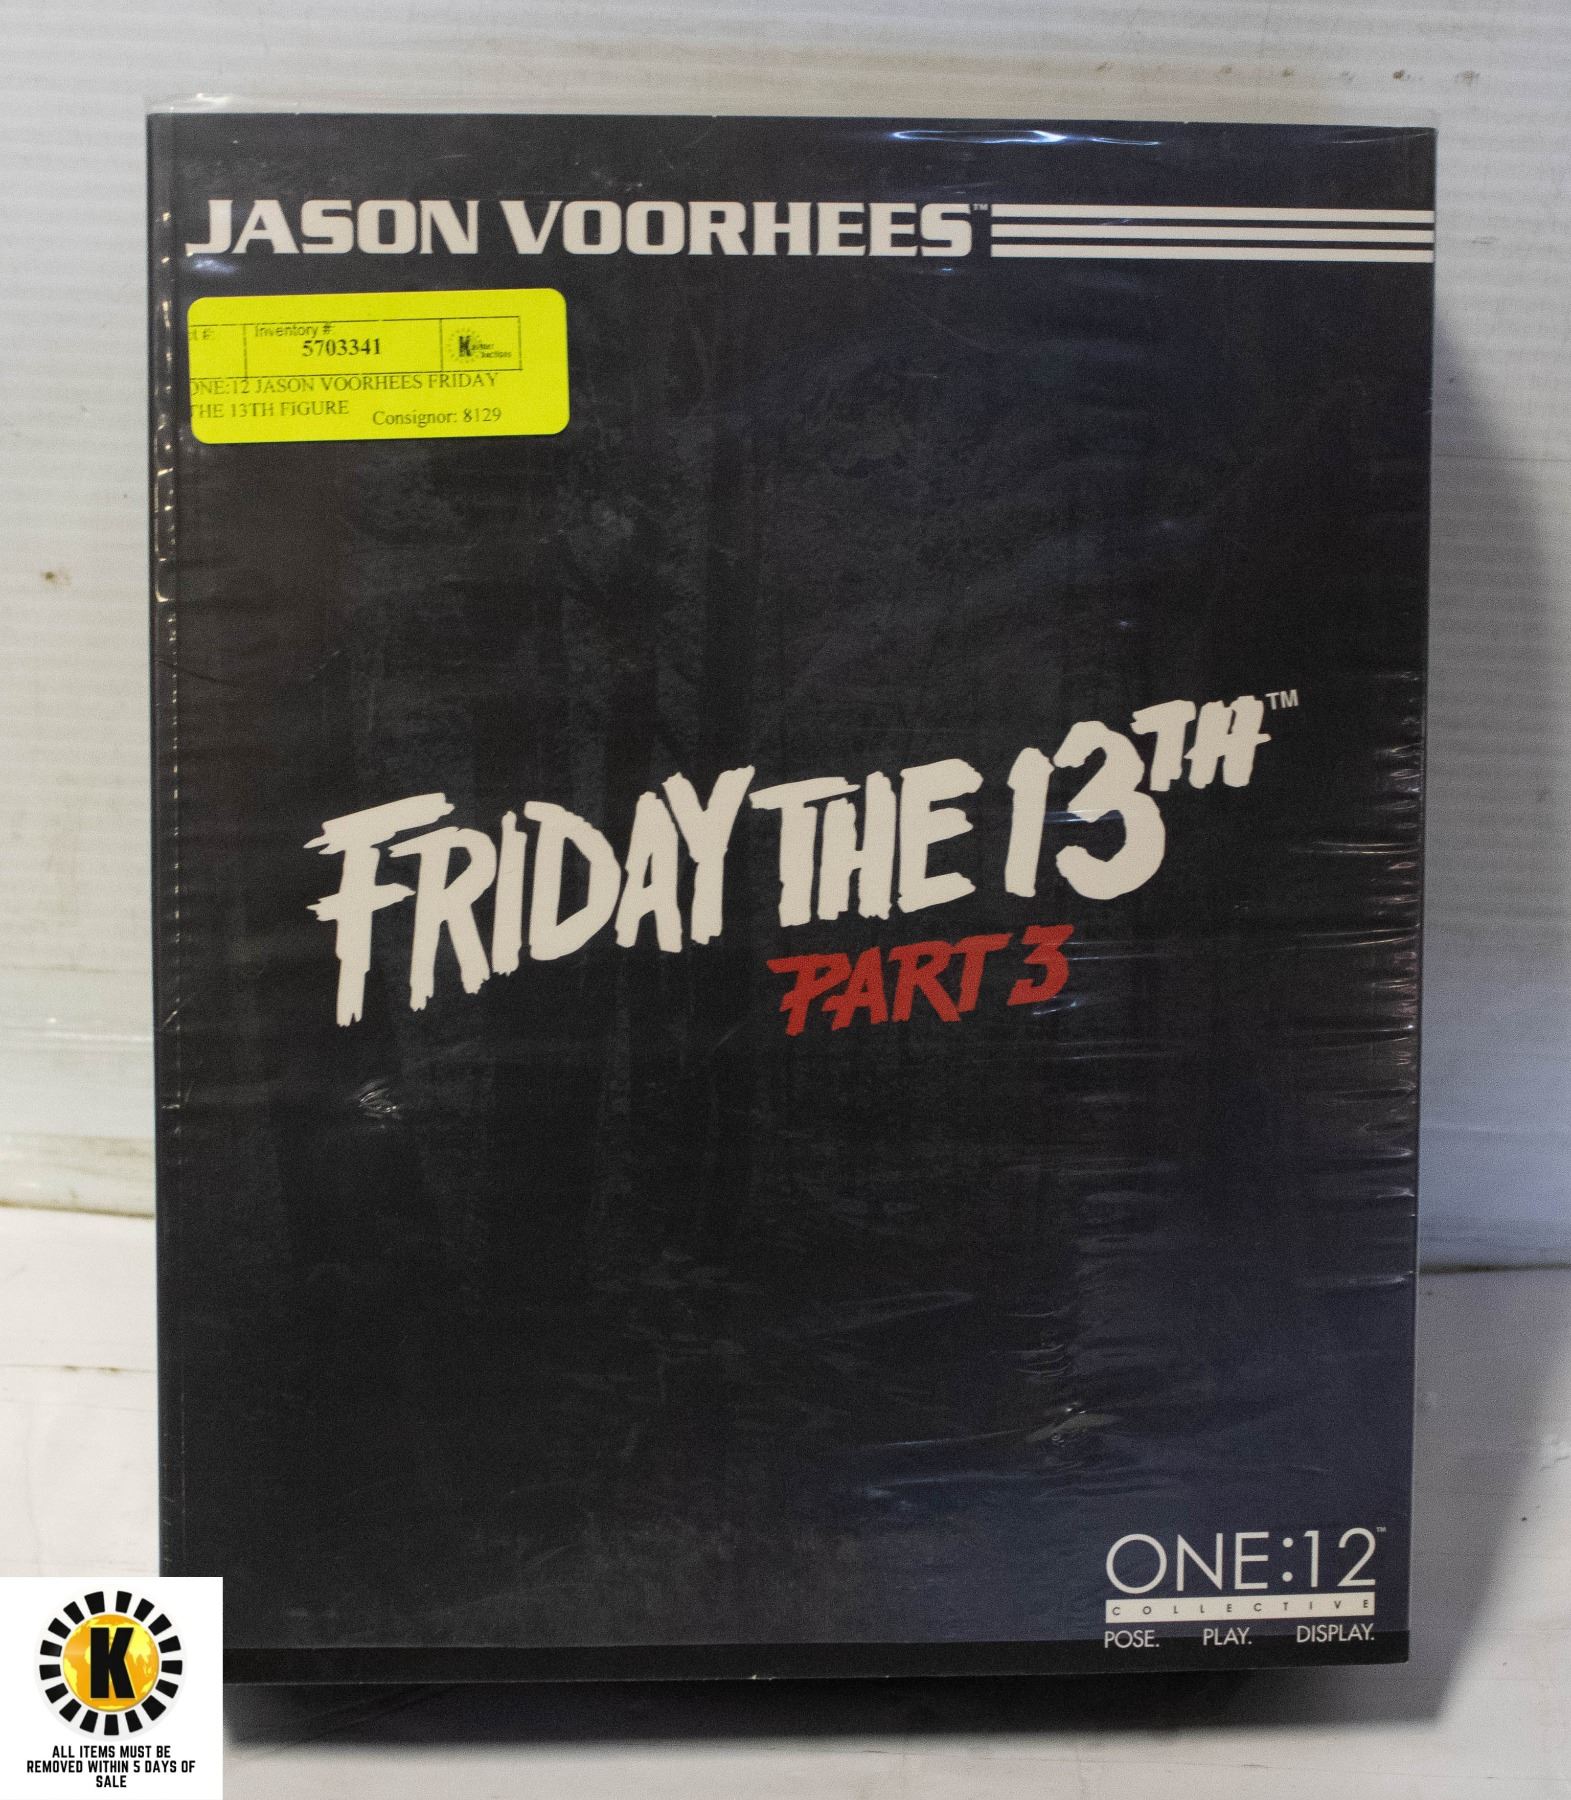 JASON VOORHEES™
Inventory #:
5703341
ONE:12 JASON VOORHEES FRIDAY
THE 13TH FIGURE
Consignor: 8129
FRIDAY THE 13TH™
PART 3
ONE:12™
COLLECTIVE
POSE. PLAY. DISPLAY.
K
ALL ITEMS MUST BE
REMOVED WITHIN 5 DAYS OF
SALE